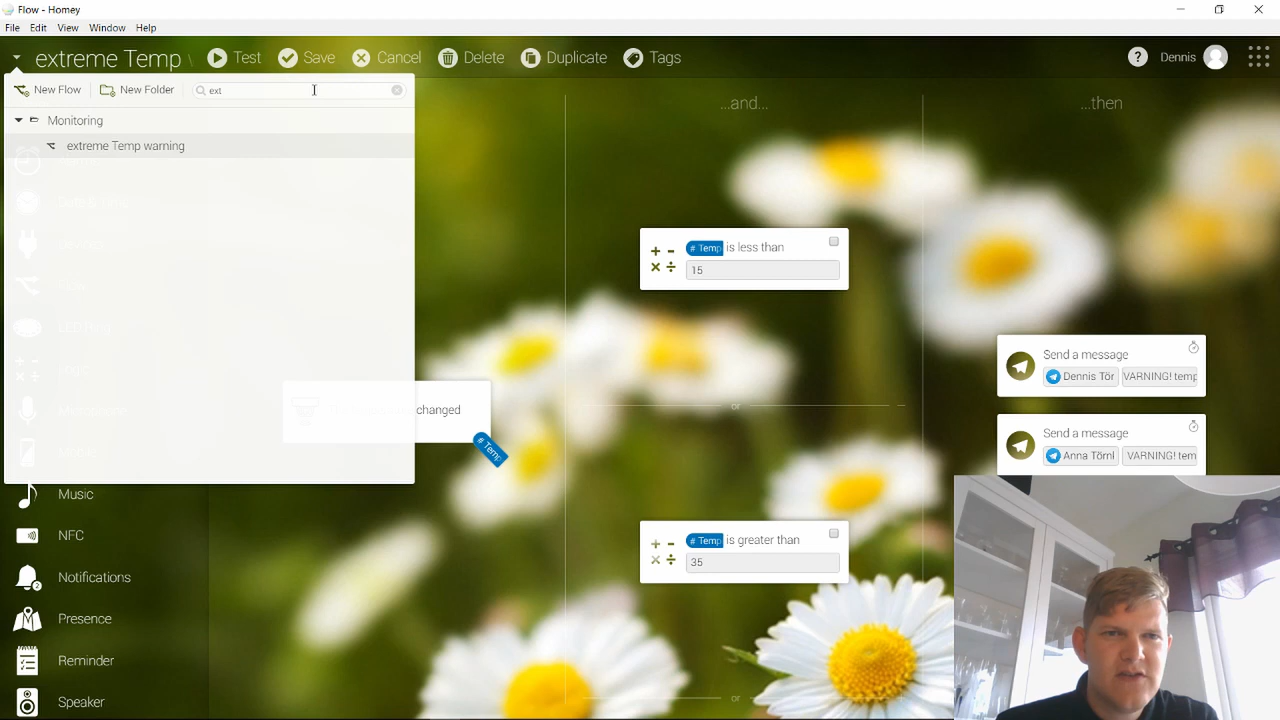 Flow - Homey
File Edit View Window Help
extreme Temp Test Save Cancel Delete Duplicate Tags ? Dennis
New Flow New Folder ext
Monitoring
extreme Temp warning
...and...
...then
# Temp is less than
15
Send a message
Dennis Tör VARNING! temp
changed
# Temp
or
Send a message
Anna Törnl VARNING! tem
Music
NFC
# Temp is greater than
35
2
Notifications
Presence
Reminder
Speaker
or